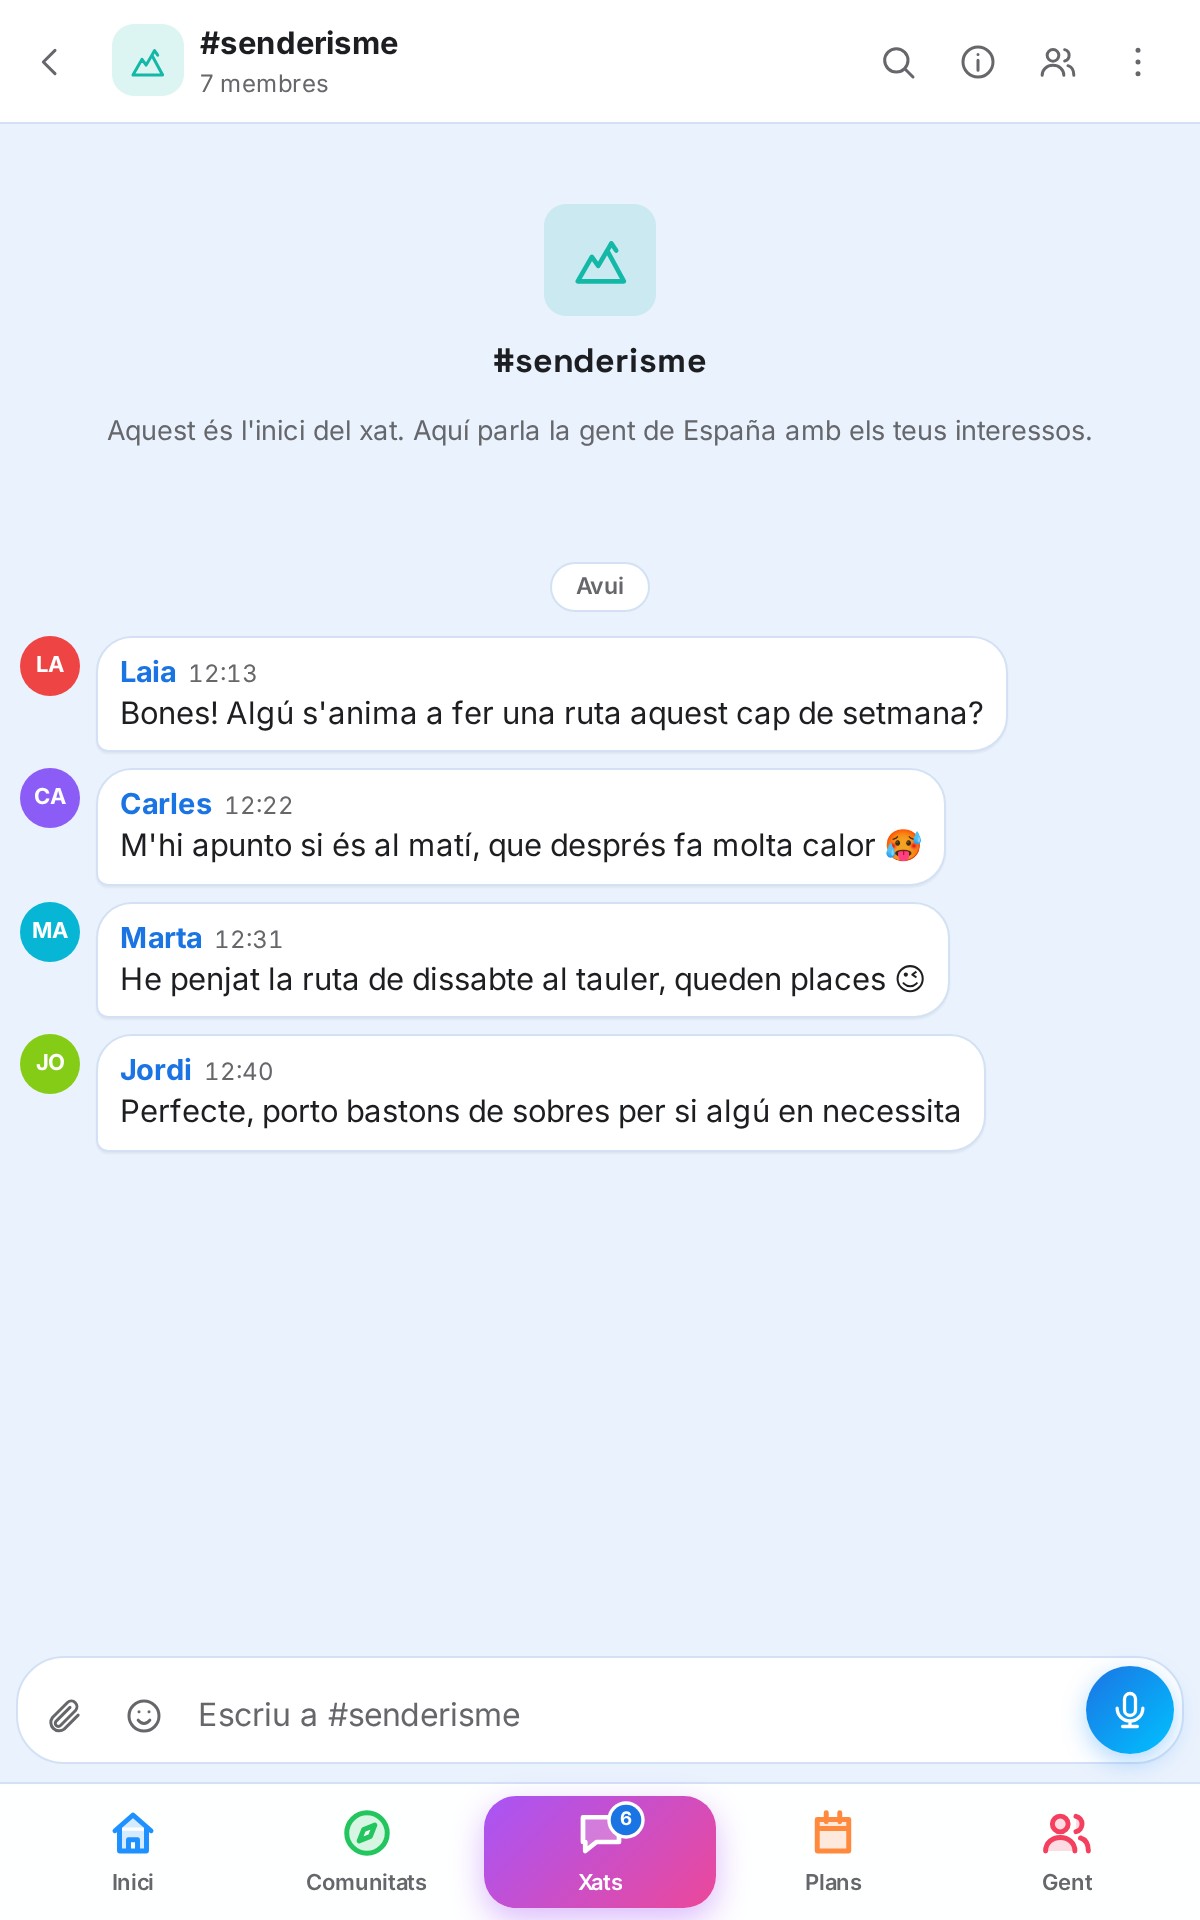 #senderisme
7 membres
#senderisme
Aquest és l'inici del xat. Aquí parla la gent de España amb els teus interessos.
Avui
LA
Laia 12:13
Bones! Algú s'anima a fer una ruta aquest cap de setmana?
CA
Carles 12:22
M'hi apunto si és al matí, que després fa molta calor 🥵
MA
Marta 12:31
He penjat la ruta de dissabte al tauler, queden places 😉
JO
Jordi 12:40
Perfecte, porto bastons de sobres per si algú en necessita
Escriu a #senderisme
6
Inici
Comunitats
Xats
Plans
Gent